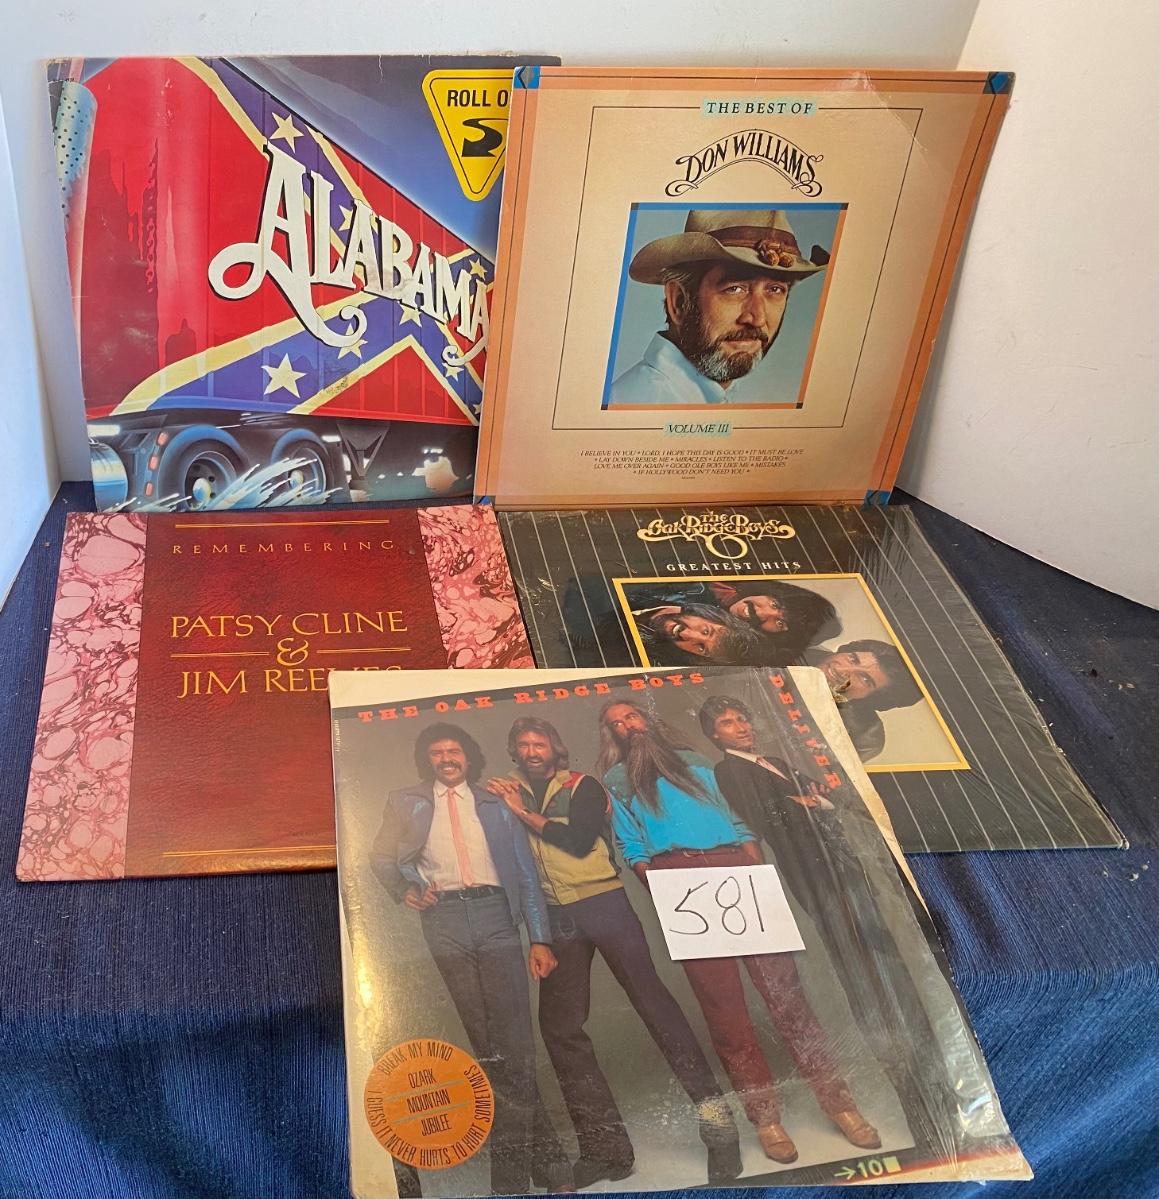 ROLL O
2
ALABAMA
THE BEST OF
DON WILLIAMS
VOLUME III
I BELIEVE IN YOU • LORD, I HOPE THIS DAY IS GOOD • IT MUST BE LOVE
• LAY DOWN BESIDE ME • MIRACLES • LISTEN TO THE RADIO •
LOVE ME OVER AGAIN • GOOD OLE BOYS LIKE ME • MISTAKES
• IF HOLLYWOOD DON'T NEED YOU •
REMEMBERING
PATSY CLINE
&
JIM REEVES
THE
Oak Ridge Boys
GREATEST HITS
THE OAK RIDGE BOYS
DELIVER
581
BREAK MY MIND
OZARK
MOUNTAIN
JUBILEE
I GUESS IT NEVER HURTS TO HURT SOMETIMES
→10